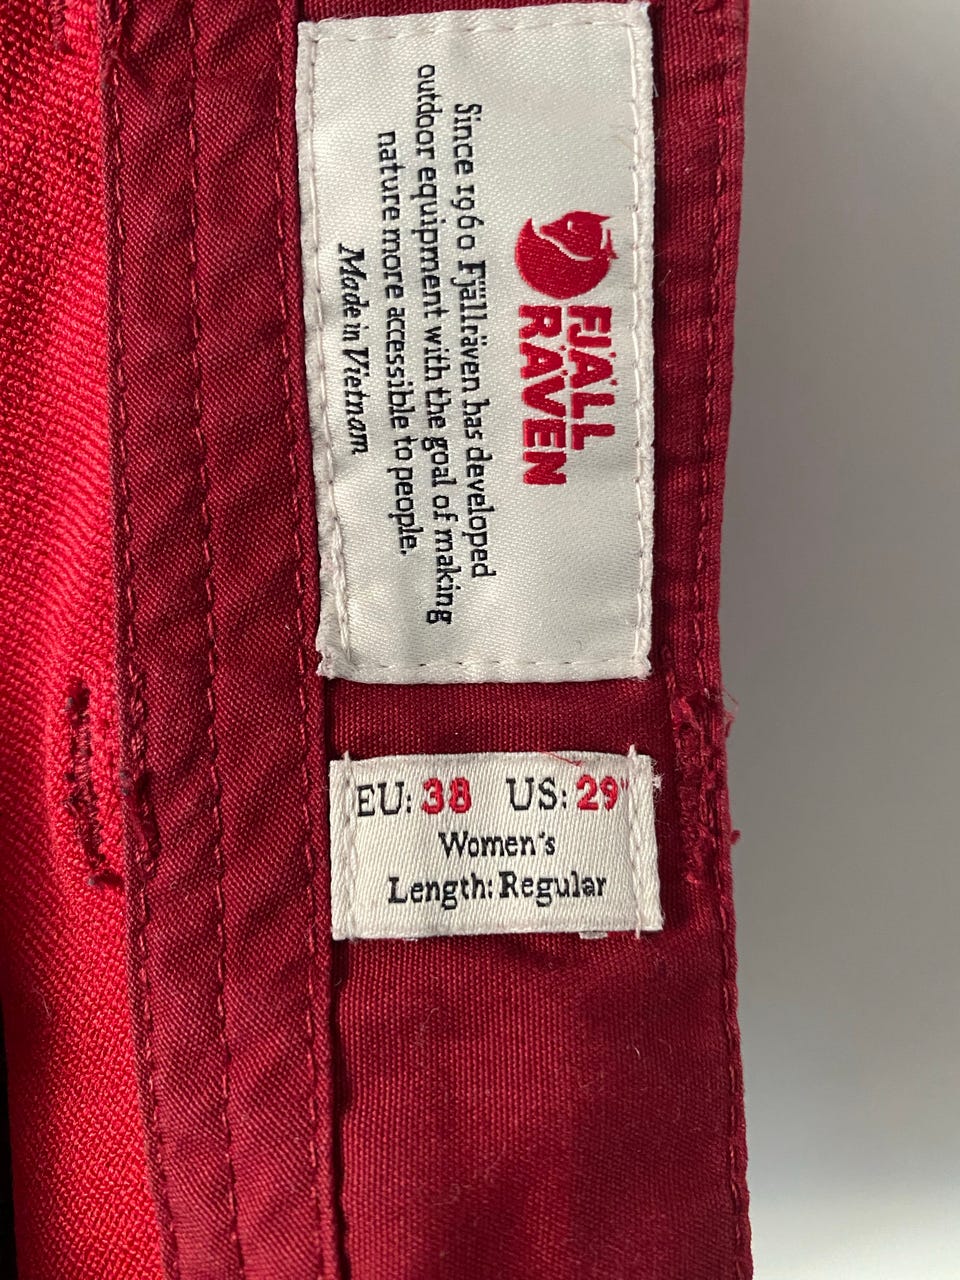 FJÄLL
RÄVEN
Since 1960 Fjällräven has developed
outdoor equipment with the goal of making
nature more accessible to people.
Made in Vietnam
EU: 38 US: 29"
Women's
Length: Regular